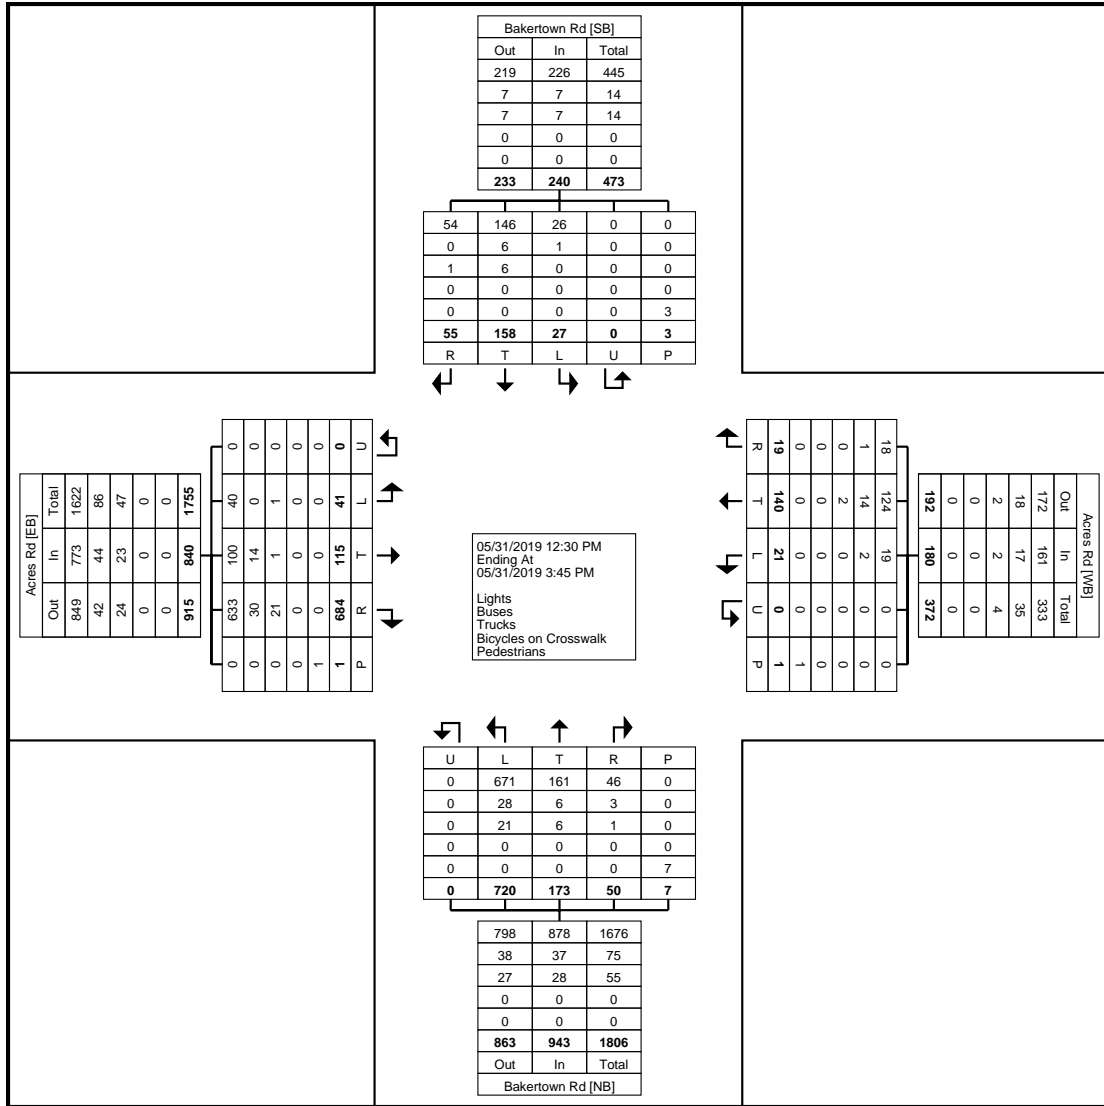 Bakertown Rd [SB]
Out In Total
219 226 445
7 7 14
7 7 14
0 0 0
0 0 0
233 240 473
54 146 26 0 0
0 6 1 0 0
1 6 0 0 0
0 0 0 0 0
0 0 0 0 3
55 158 27 0 3
R T L U P
Acres Rd [EB]
Total In Out
1622 773 849
86 44 42
47 23 24
0 0 0
0 0 0
1755 840 915
0 40 100 633 0
0 0 14 30 0
0 1 1 21 0
0 0 0 0 0
0 0 0 0 1
0 41 115 684 1
U L T R P
05/31/2019 12:30 PM
Ending At
05/31/2019 3:45 PM
Lights
Buses
Trucks
Bicycles on Crosswalk
Pedestrians
R T L U P
19 140 21 0 1
0 0 0 0 1
0 0 0 0 0
0 2 0 0 0
1 14 2 0 0
18 124 19 0 0
192 180 372
0 0 0
0 0 0
2 2 4
18 17 35
172 161 333
Out In Total
Acres Rd [WB]
U L T R P
0 671 161 46 0
0 28 6 3 0
0 21 6 1 0
0 0 0 0 0
0 0 0 0 7
0 720 173 50 7
798 878 1676
38 37 75
27 28 55
0 0 0
0 0 0
863 943 1806
Out In Total
Bakertown Rd [NB]